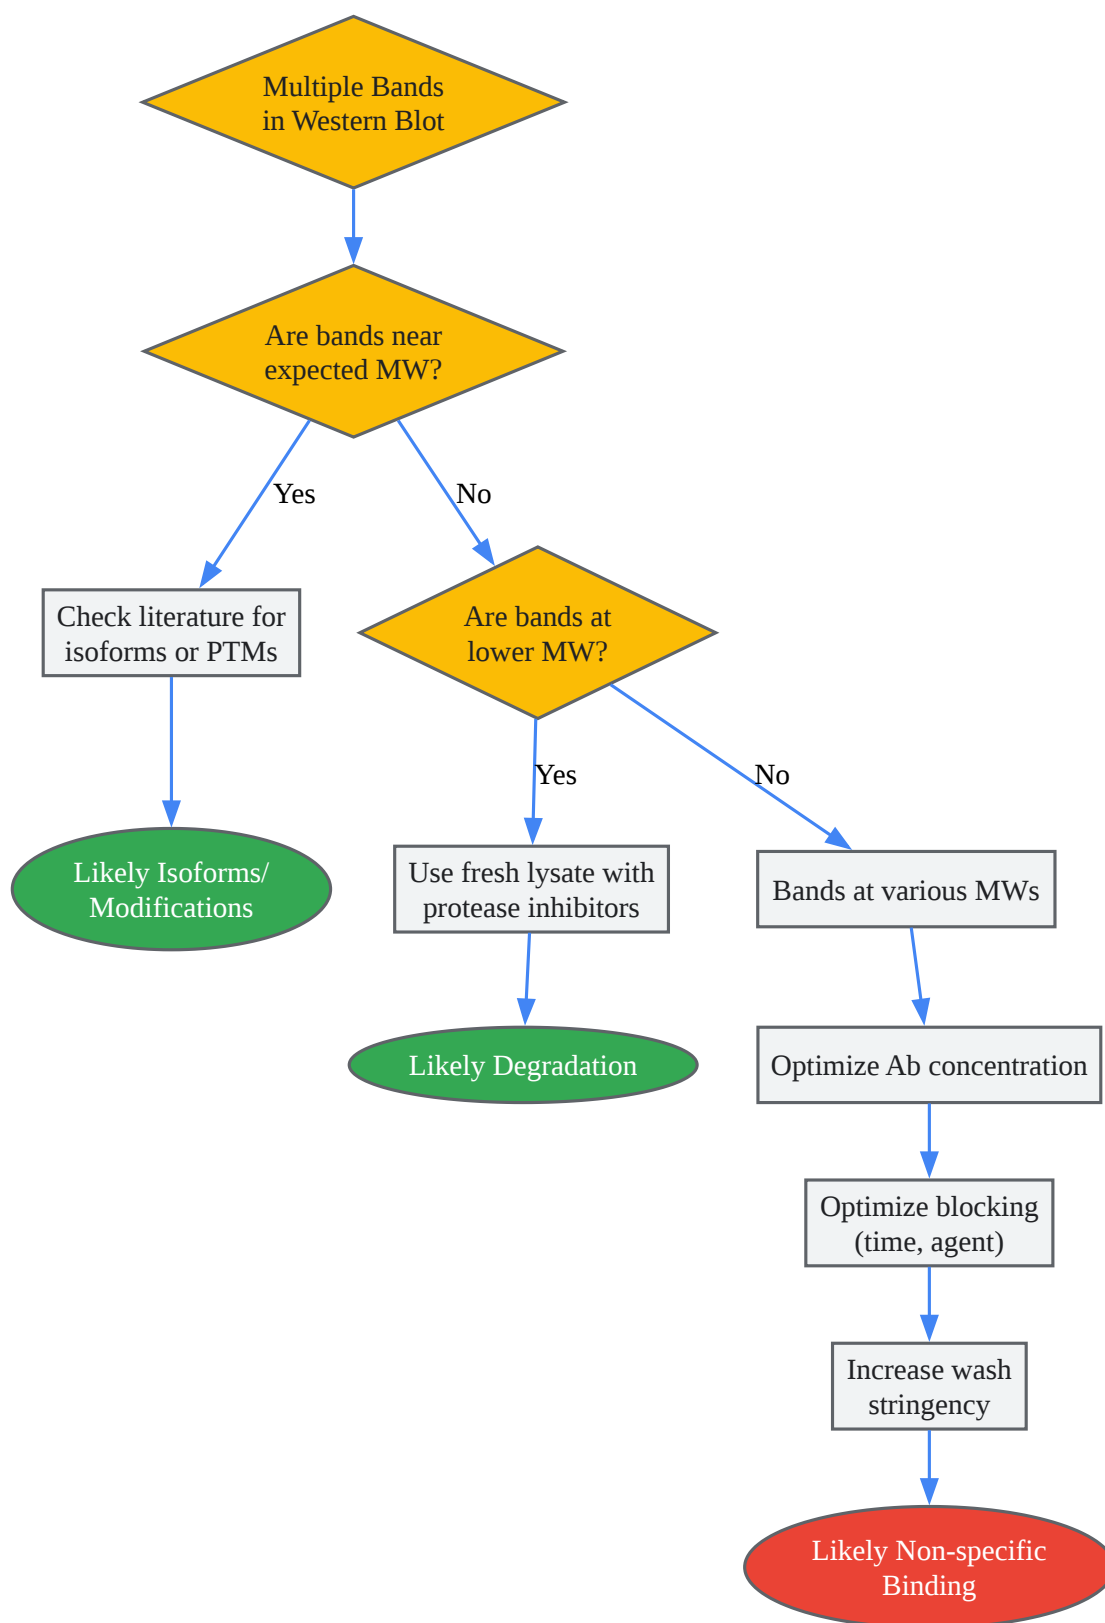 Multiple Bands
in Western Blot
Are bands near
expected MW?
Yes
No
Check literature for
isoforms or PTMs
Are bands at
lower MW?
Yes
No
Likely Isoforms/
Modifications
Use fresh lysate with
protease inhibitors
Bands at various MWs
Likely Degradation
Optimize Ab concentration
Optimize blocking
(time, agent)
Increase wash
stringency
Likely Non-specific
Binding